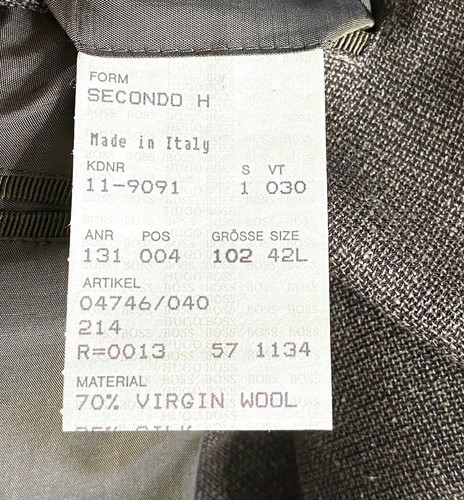 FORM
SECONDO H
Made in Italy
KDNR S VT
11-9091 1 030
ANR POS GRÖSSE SIZE
131 004 102 42L
ARTIKEL
04746/040
214
R=0013 57 1134
MATERIAL
70% VIRGIN WOOL